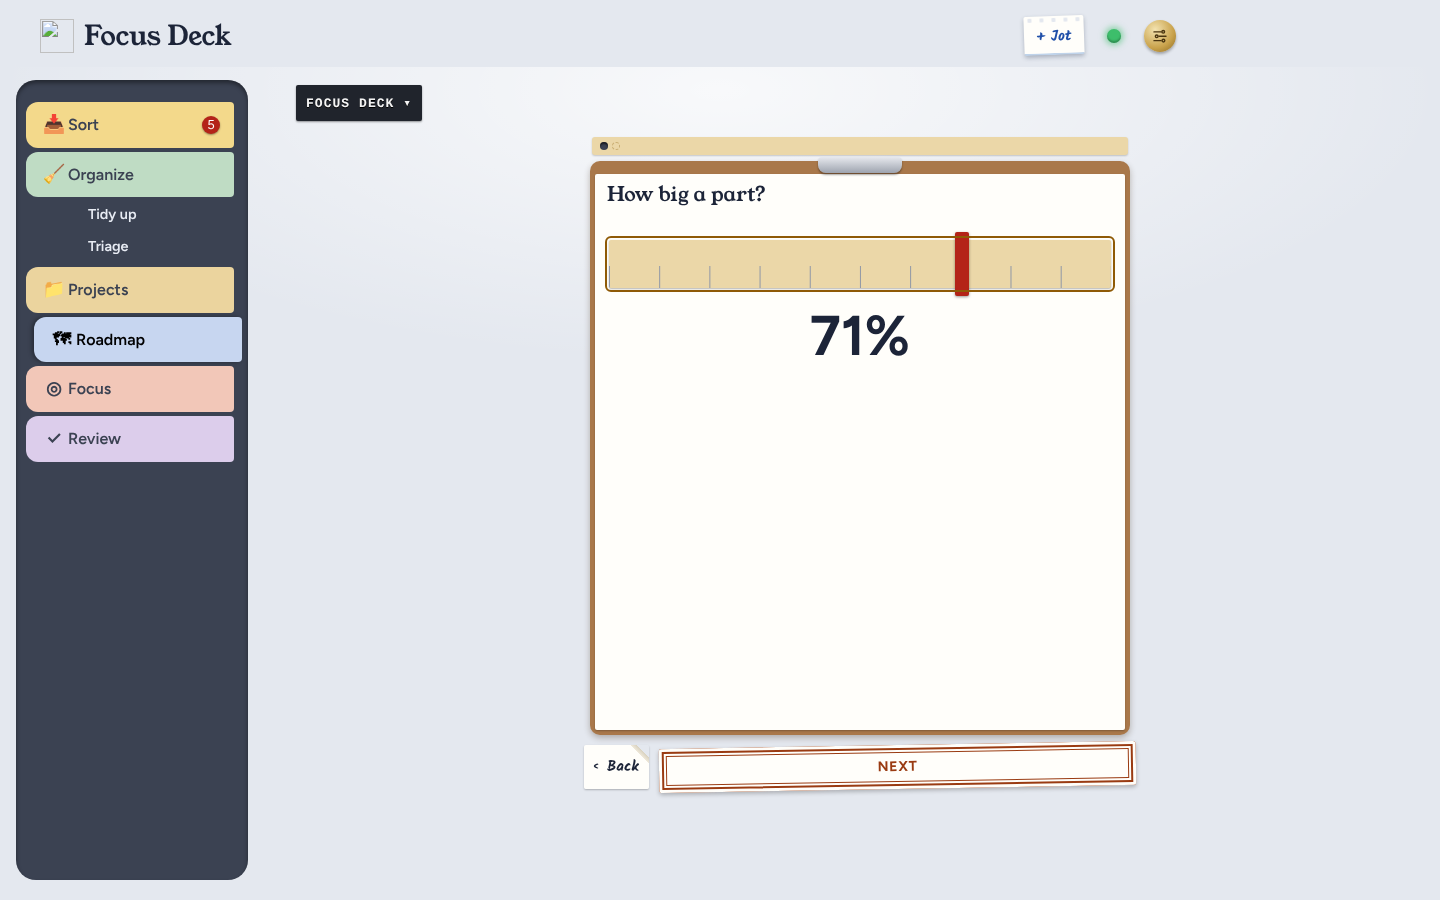 Focus Deck
+ Jot
Sort
5
Organize
Tidy up
Triage
Projects
Roadmap
Focus
Review
FOCUS DECK ▾
How big a part?
71%
< Back
NEXT